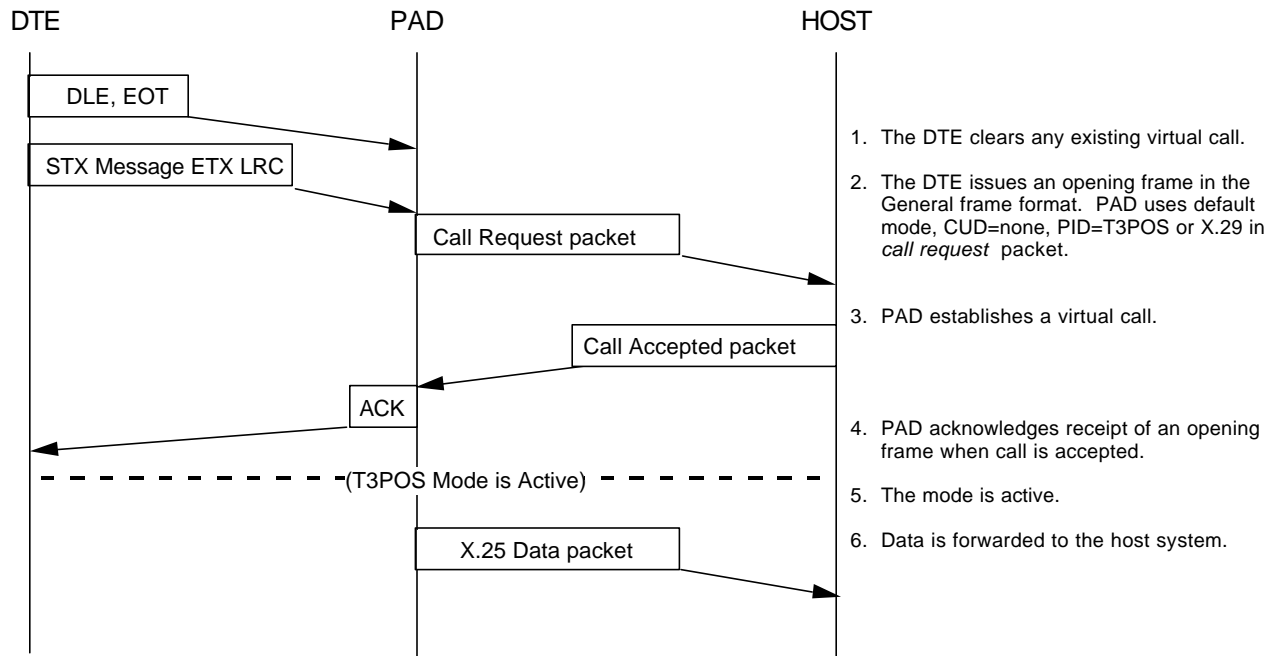 DTE PAD HOST
DLE, EOT
STX Message ETX LRC
Call Request packet
Call Accepted packet
ACK
(T3POS Mode is Active)
X.25 Data packet
1. The DTE clears any existing virtual call.
2. The DTE issues an opening frame in the
General frame format. PAD uses default
mode, CUD=none, PID=T3POS or X.29 in
call request packet.
3. PAD establishes a virtual call.
4. PAD acknowledges receipt of an opening
frame when call is accepted.
5. The mode is active.
6. Data is forwarded to the host system.